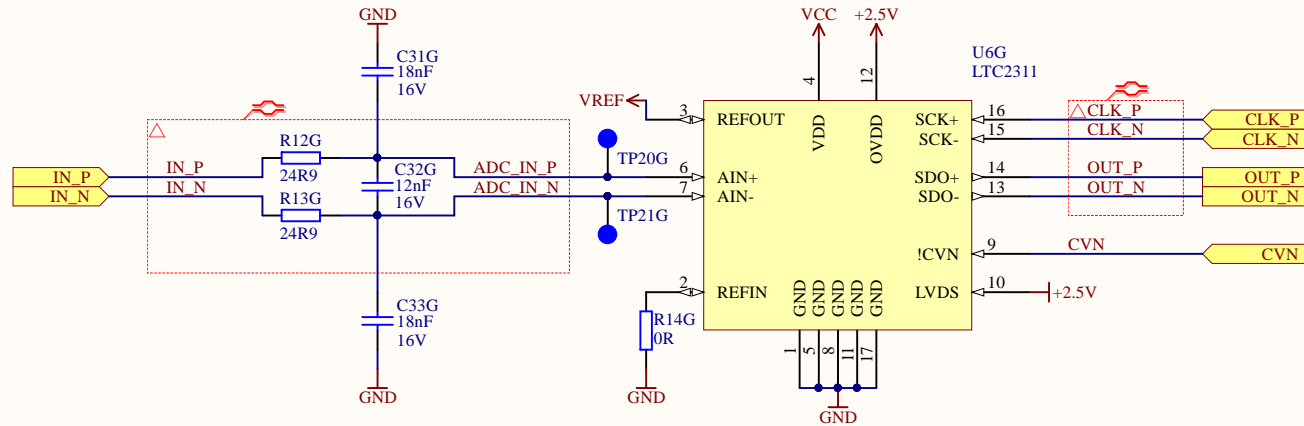 GND
C31G
18nF
16V
R12G
24R9
IN_P
IN_P
IN_N
IN_N
R13G
24R9
C32G
12nF
16V
ADC_IN_P
ADC_IN_N
C33G
18nF
16V
GND
VREF
TP20G
TP21G
R14G
0R
GND
VCC
+2.5V
4
12
U6G
LTC2311
3
REFOUT
VDD
OVDD
SCK+
16
CLK_P
CLK_P
SCK-
15
CLK_N
CLK_N
6
AIN+
SDO+
14
OUT_P
OUT_P
7
AIN-
SDO-
13
OUT_N
OUT_N
!CVN
9
CVN
CVN
2
REFIN
GND
GND
GND
GND
GND
LVDS
10
+2.5V
1
5
8
11
17
GND